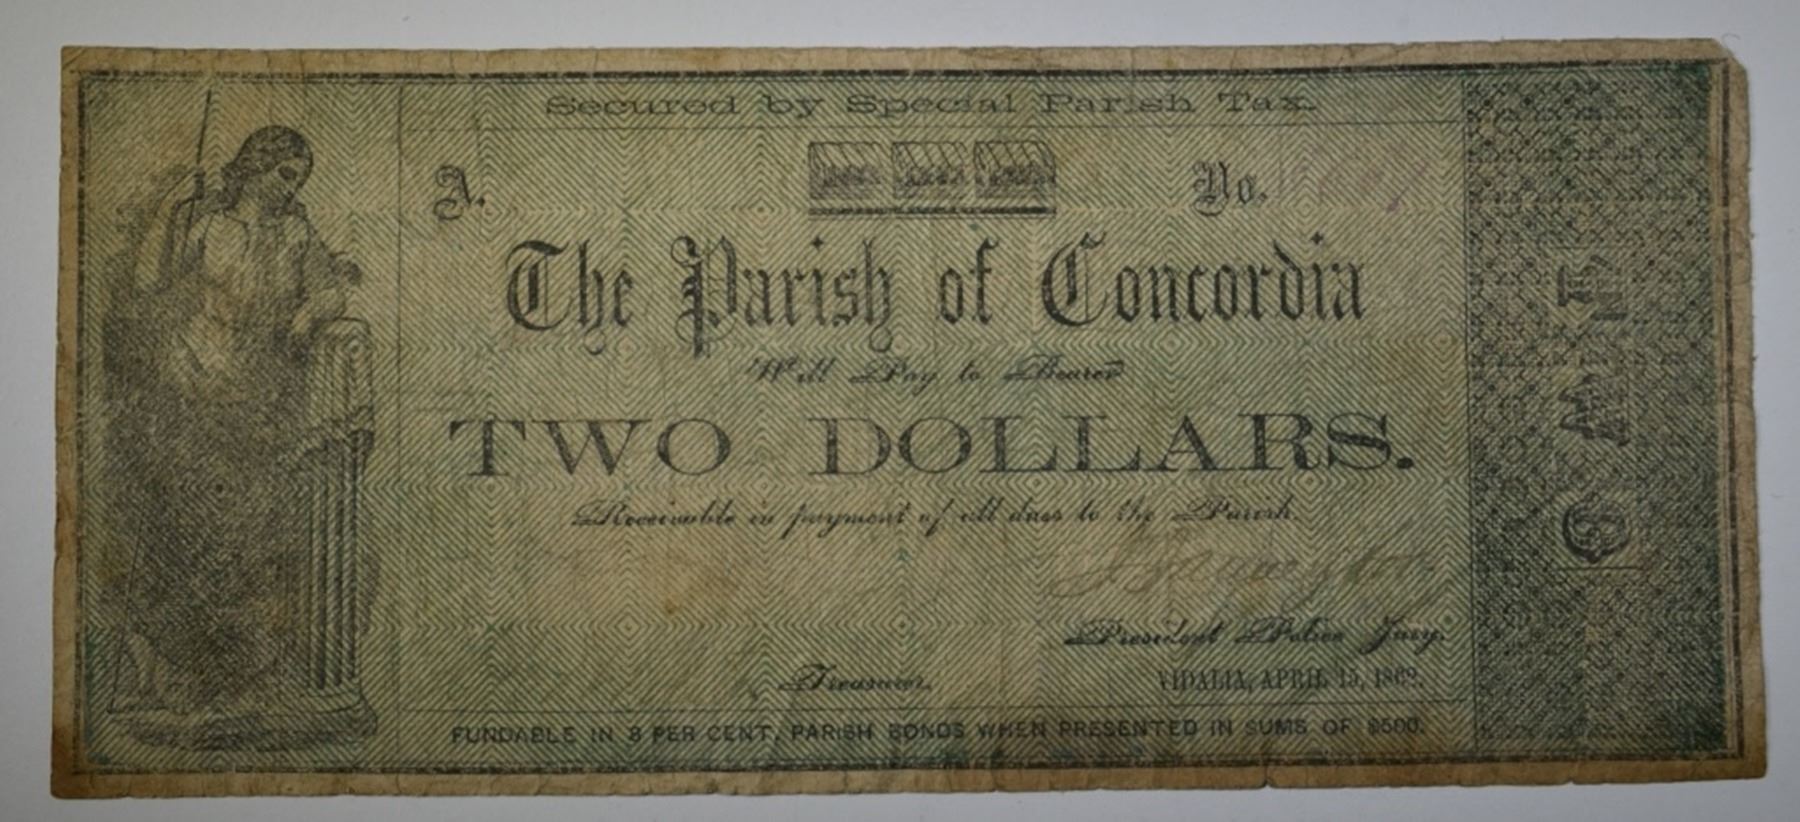 Secured by Special Parish Tax.
A.
No.
The Parish of Concordia
Will Pay to Bearer
TWO DOLLARS.
Receivable in payment of all dues to the Parish.
President Police Jury.
Treasurer.
VIDALIA, APRIL 15, 1862.
FUNDABLE IN 8 PER CENT. PARISH BONDS WHEN PRESENTED IN SUMS OF $500.